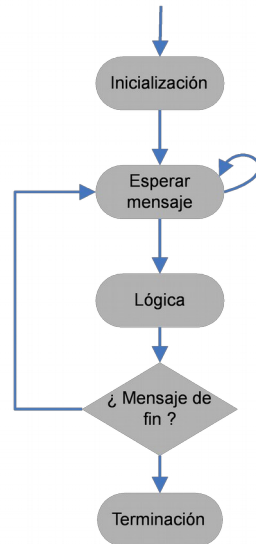 Inicialización
Esperar
mensaje
Lógica
¿ Mensaje de
fin ?
Terminación